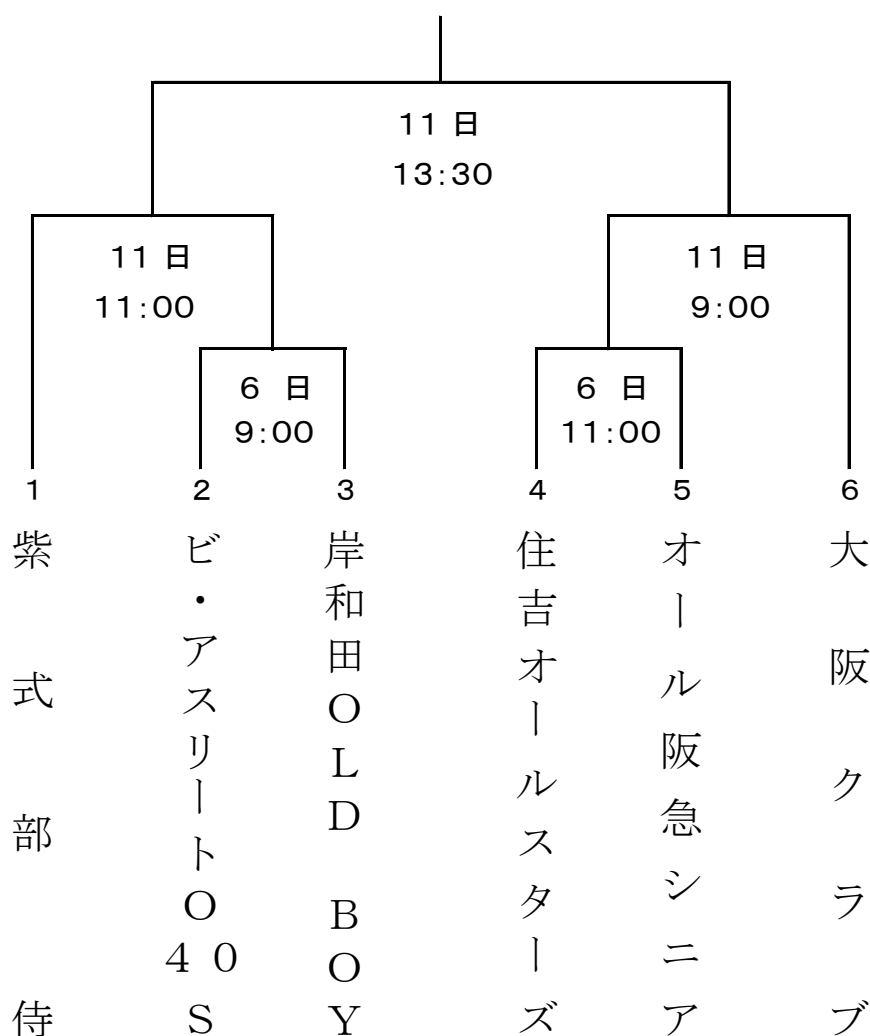 11 日
13:30
11 日
11:00
11 日
9:00
6 日
9:00
6 日
11:00
1
2
3
4
5
6
紫式部侍
ビ・アスリートO40S
岸和田OLD BOY
住吉オールスターズ
オール阪急シニア
大阪クラブ